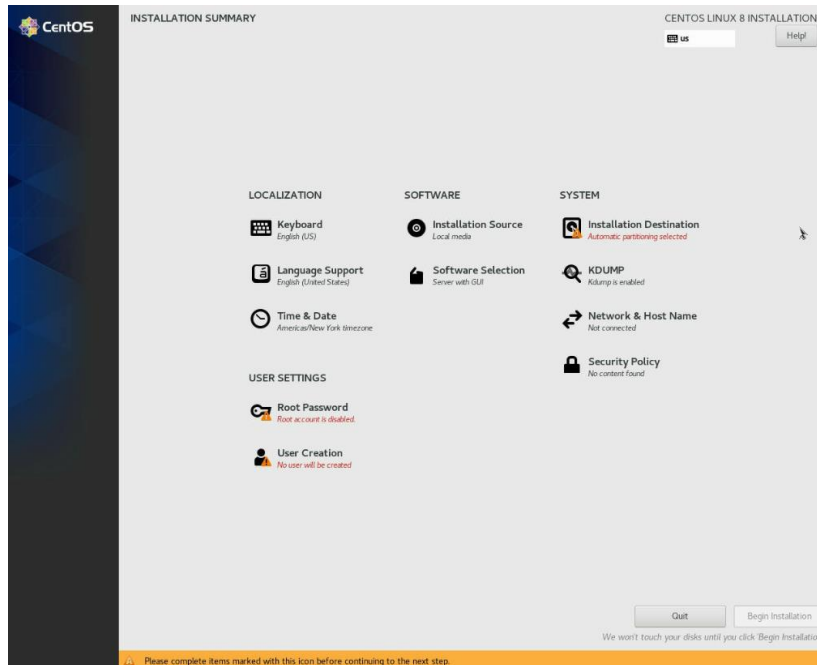 CentOS
INSTALLATION SUMMARY
CENTOS LINUX 8 INSTALLATION
us
Help!
LOCALIZATION
Keyboard
English (US)
Language Support
English (United States)
Time & Date
Americas/New York timezone
USER SETTINGS
Root Password
Root account is disabled.
User Creation
No user will be created
SOFTWARE
Installation Source
Local media
Software Selection
Server with GUI
SYSTEM
Installation Destination
Automatic partitioning selected
KDUMP
Kdump is enabled
Network & Host Name
Not connected
Security Policy
No content found
Quit
Begin Installation
We won't touch your disks until you click 'Begin Installatio
Please complete items marked with this icon before continuing to the next step.